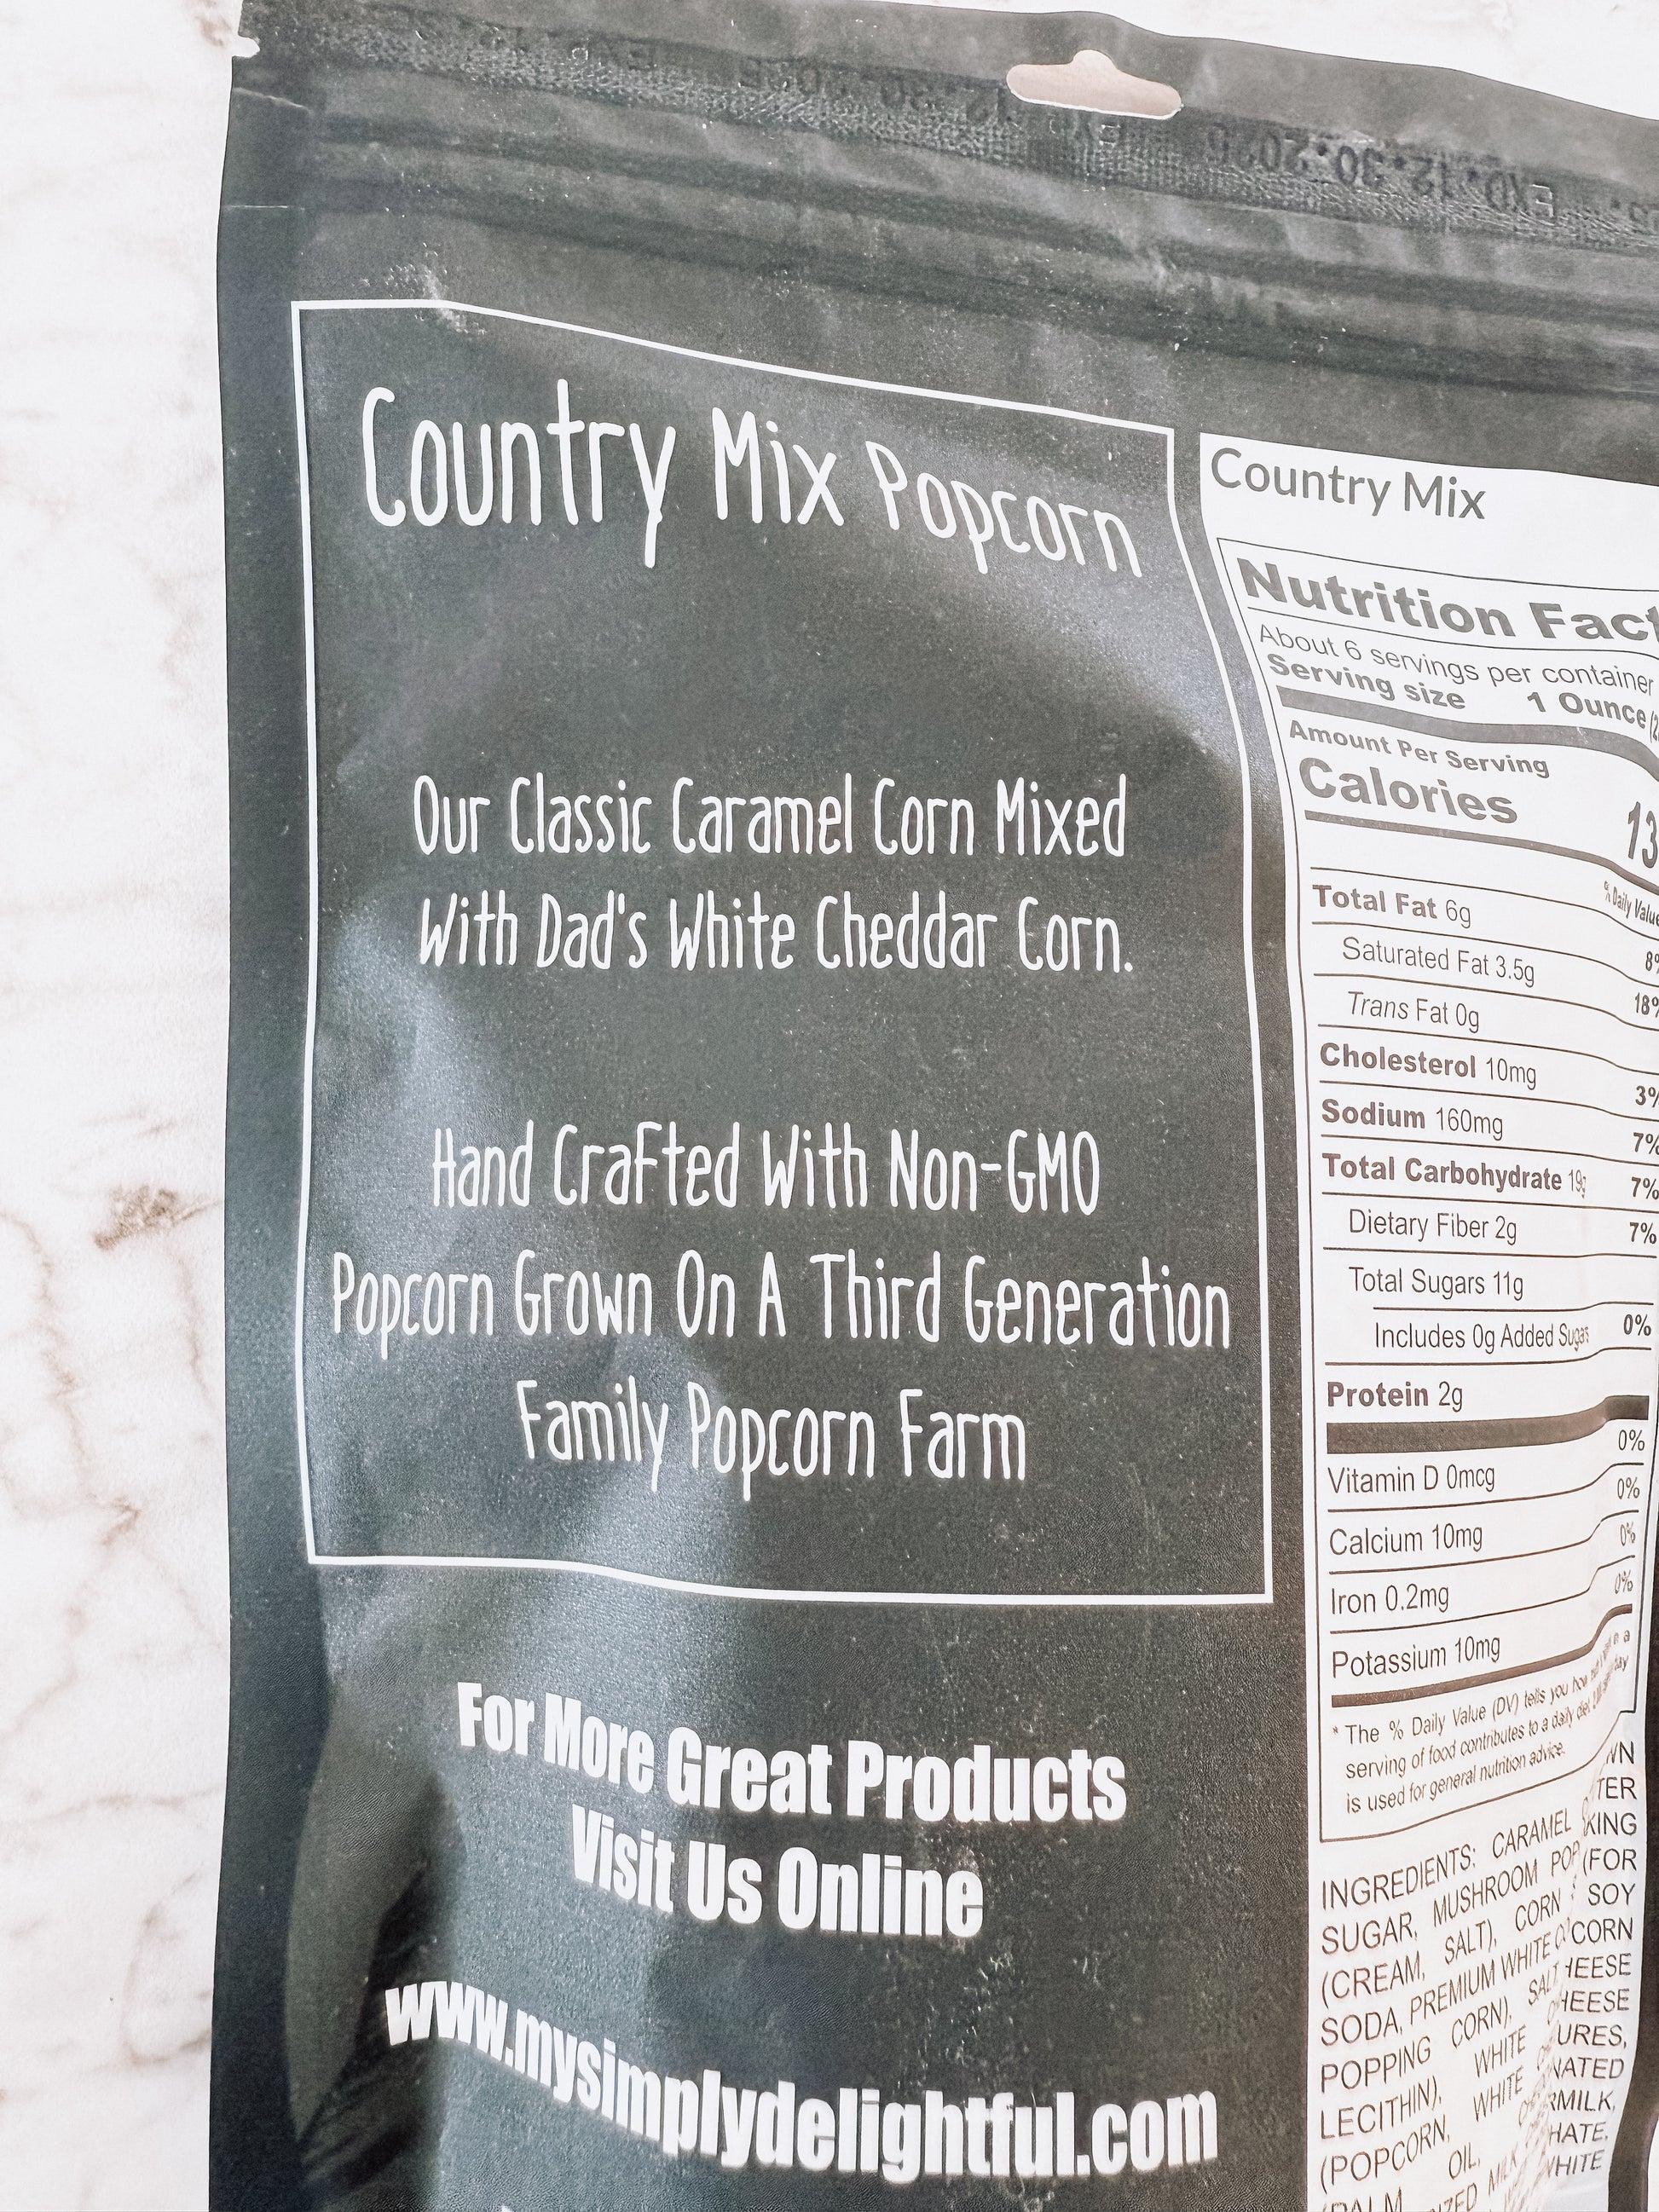 Exp.12.30.2020
Country Mix Popcorn
Our Classic Caramel Corn Mixed
With Dad's White Cheddar Corn.
Hand Crafted With Non-GMO
Popcorn Grown On A Third Generation
Family Popcorn Farm
For More Great Products
Visit Us Online
www.mysimplydelightful.com
Country Mix
Nutrition Fact
About 6 servings per container
Serving size 1 Ounce
Amount Per Serving
Calories 13
% Daily Value
Total Fat 6g 8%
Saturated Fat 3.5g 18%
Trans Fat 0g
Cholesterol 10mg 3%
Sodium 160mg 7%
Total Carbohydrate 19g 7%
Dietary Fiber 2g 7%
Total Sugars 11g
Includes 0g Added Sugars 0%
Protein 2g
Vitamin D 0mcg 0%
Calcium 10mg 0%
Iron 0.2mg 0%
Potassium 10mg 0%
* The % Daily Value (DV) tells you how
serving of food contributes to a daily
is used for general nutrition advice.
INGREDIENTS: CARAMEL
SUGAR, MUSHROOM
(CREAM, SALT), CORN (FOR
SODA, PREMIUM WHITE SOY
POPPING CORN), SALT CORN
LECITHIN), WHITE
(POPCORN, WHITE
OIL,